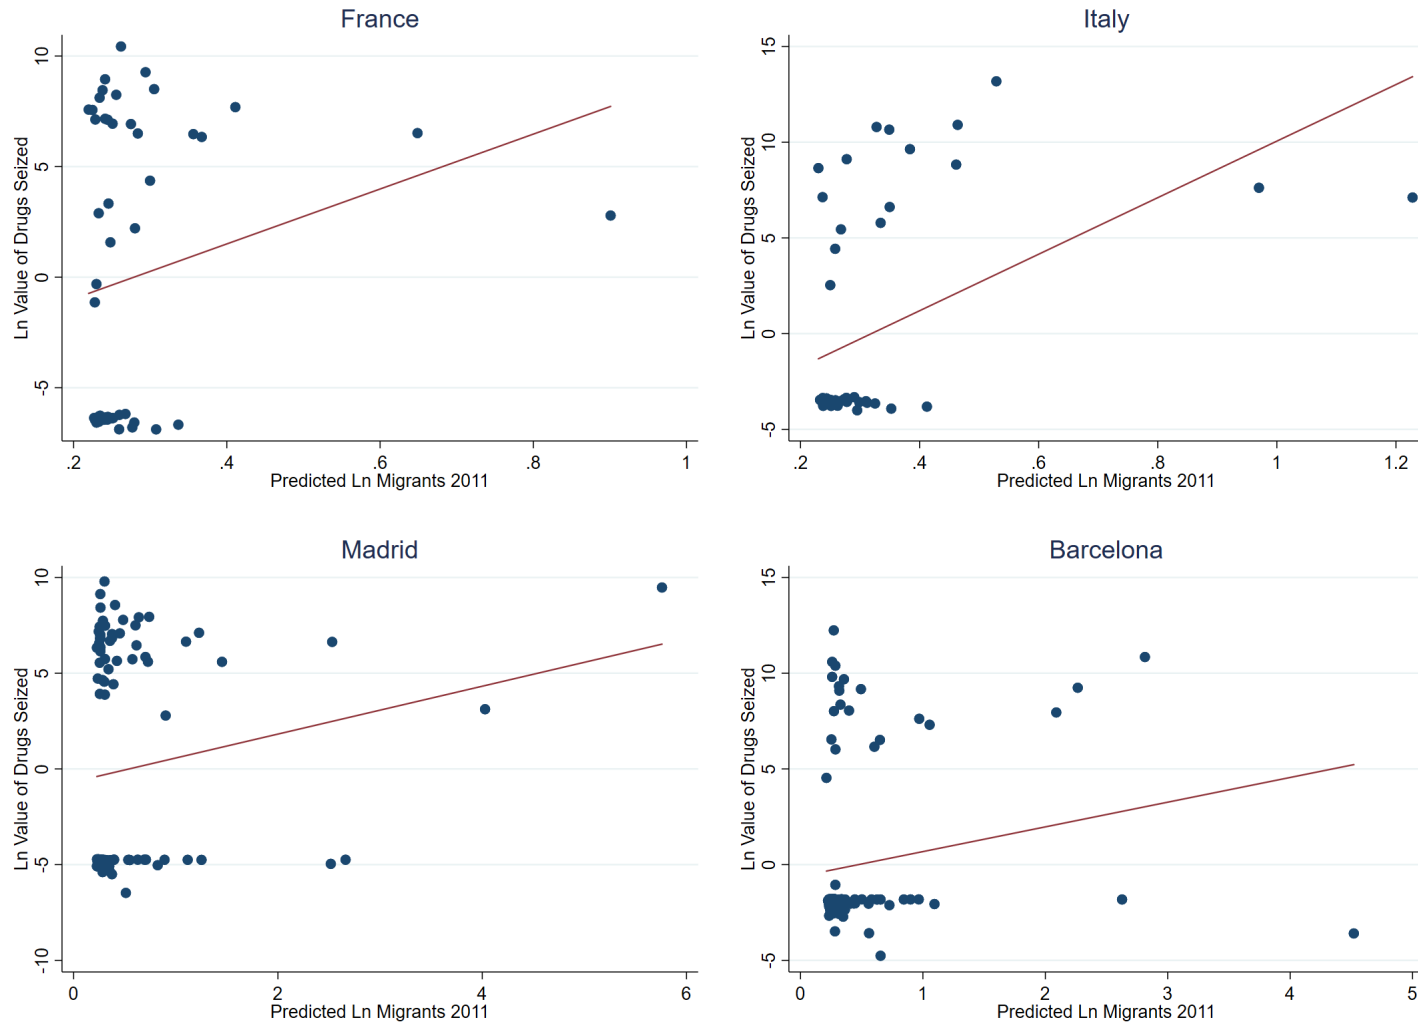 France
Ln Value of Drugs Seized
10
5
0
-5
.2 .4 .6 .8 1
Predicted Ln Migrants 2011
Italy
Ln Value of Drugs Seized
15
10
5
0
-5
.2 .4 .6 .8 1 1.2
Predicted Ln Migrants 2011
Madrid
Ln Value of Drugs Seized
10
5
0
-5
-10
0 2 4 6
Predicted Ln Migrants 2011
Barcelona
Ln Value of Drugs Seized
15
10
5
0
-5
0 1 2 3 4 5
Predicted Ln Migrants 2011